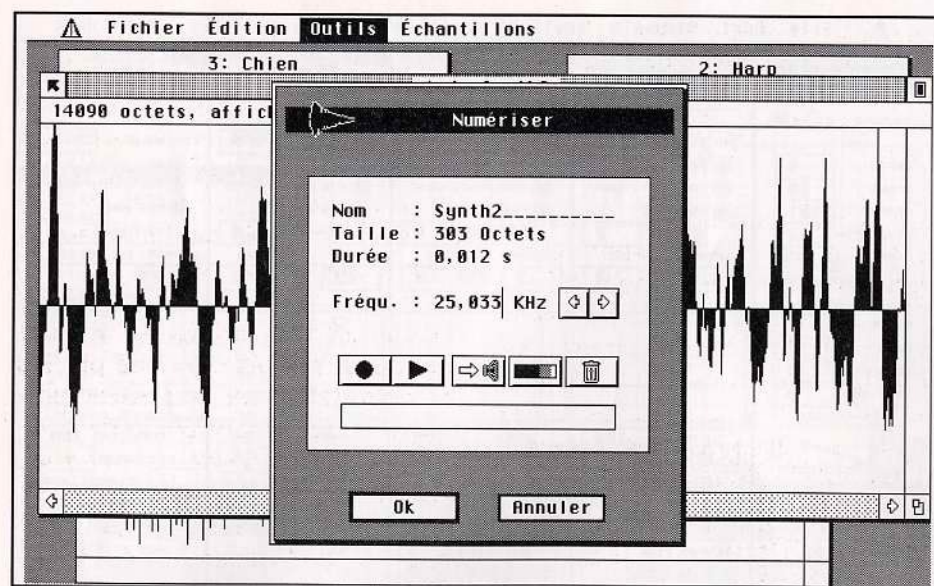 Fichier Édition Outils Échantillons
3: Chien
2: Harp
14090 octets,
Numériser
Nom : Synth2__________
Taille : 303 Octets
Durée : 0,012 s
Fréqu. : 25,033 KHz
Ok Annuler